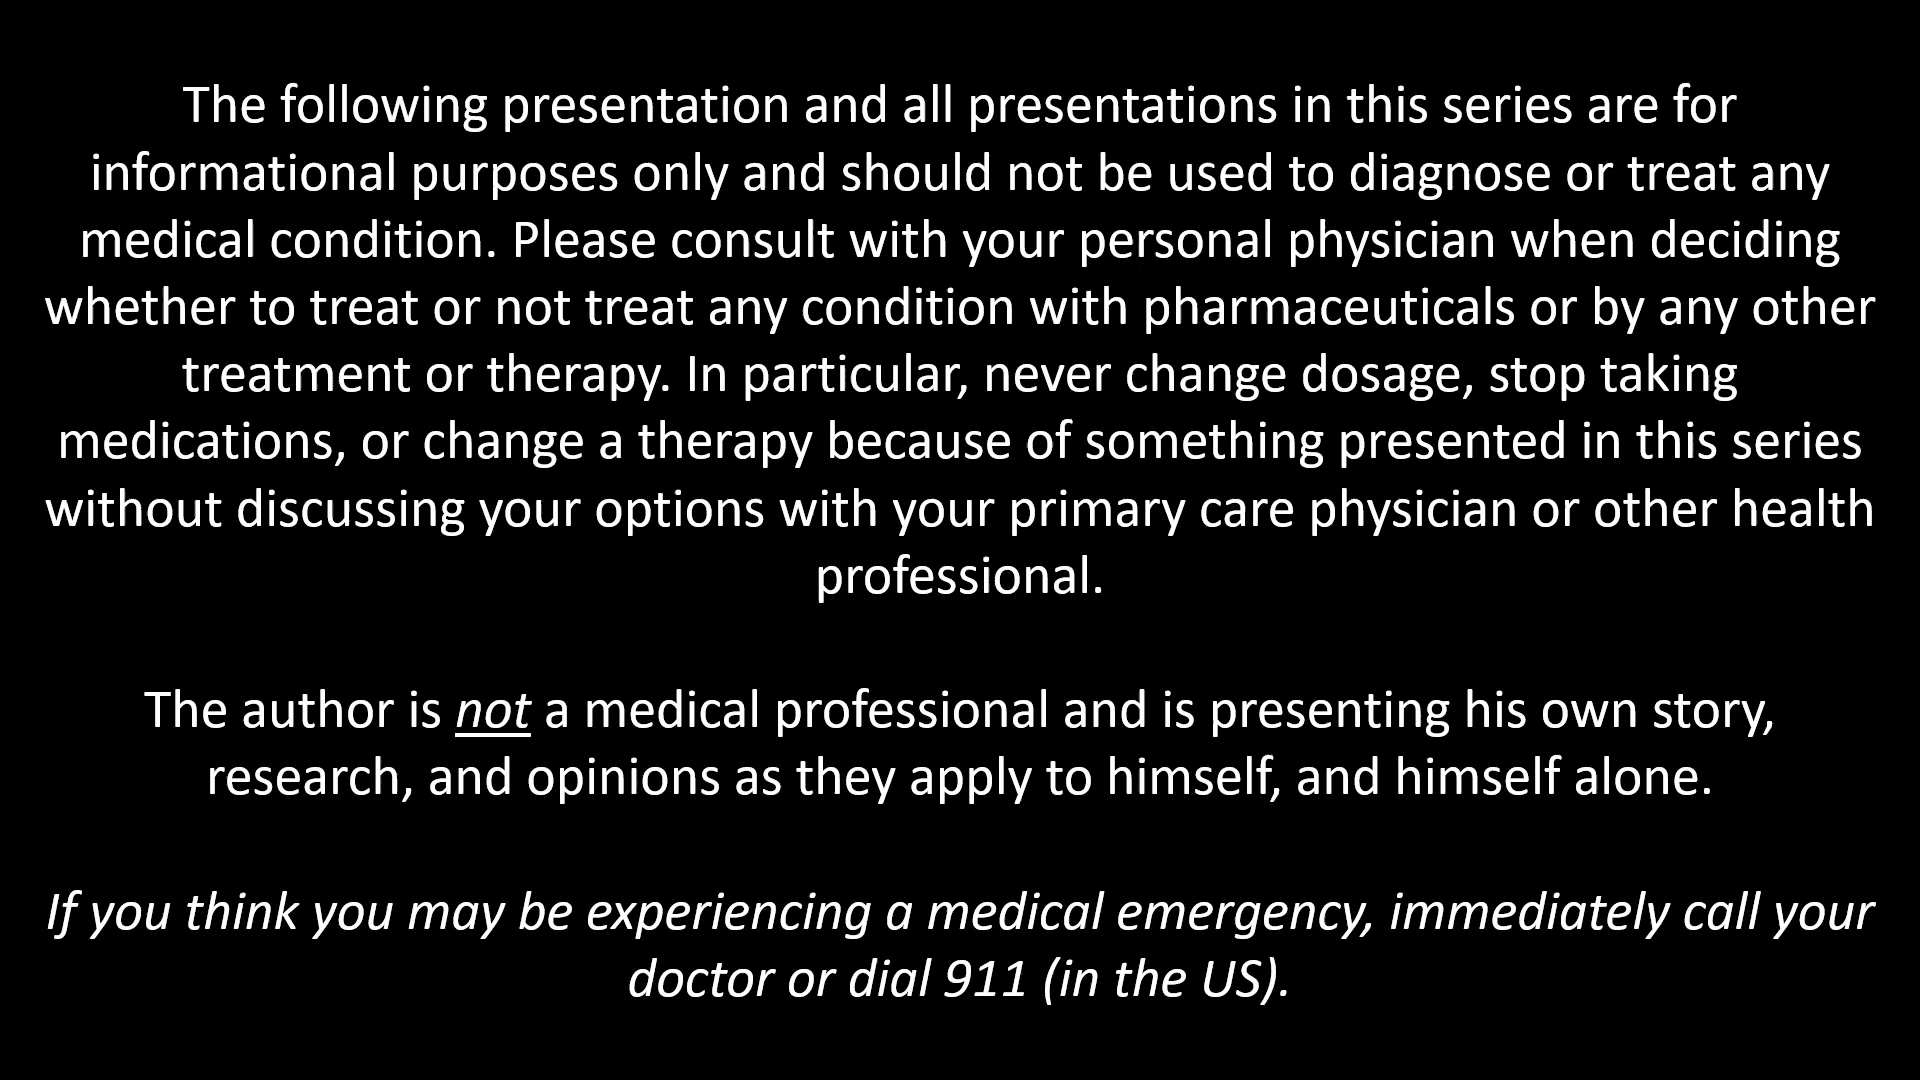 The following presentation and all presentations in this series are for
informational purposes only and should not be used to diagnose or treat any
medical condition. Please consult with your personal physician when deciding
whether to treat or not treat any condition with pharmaceuticals or by any other
treatment or therapy. In particular, never change dosage, stop taking
medications, or change a therapy because of something presented in this series
without discussing your options with your primary care physician or other health
professional.
The author is not a medical professional and is presenting his own story,
research, and opinions as they apply to himself, and himself alone.
If you think you may be experiencing a medical emergency, immediately call your
doctor or dial 911 (in the US).